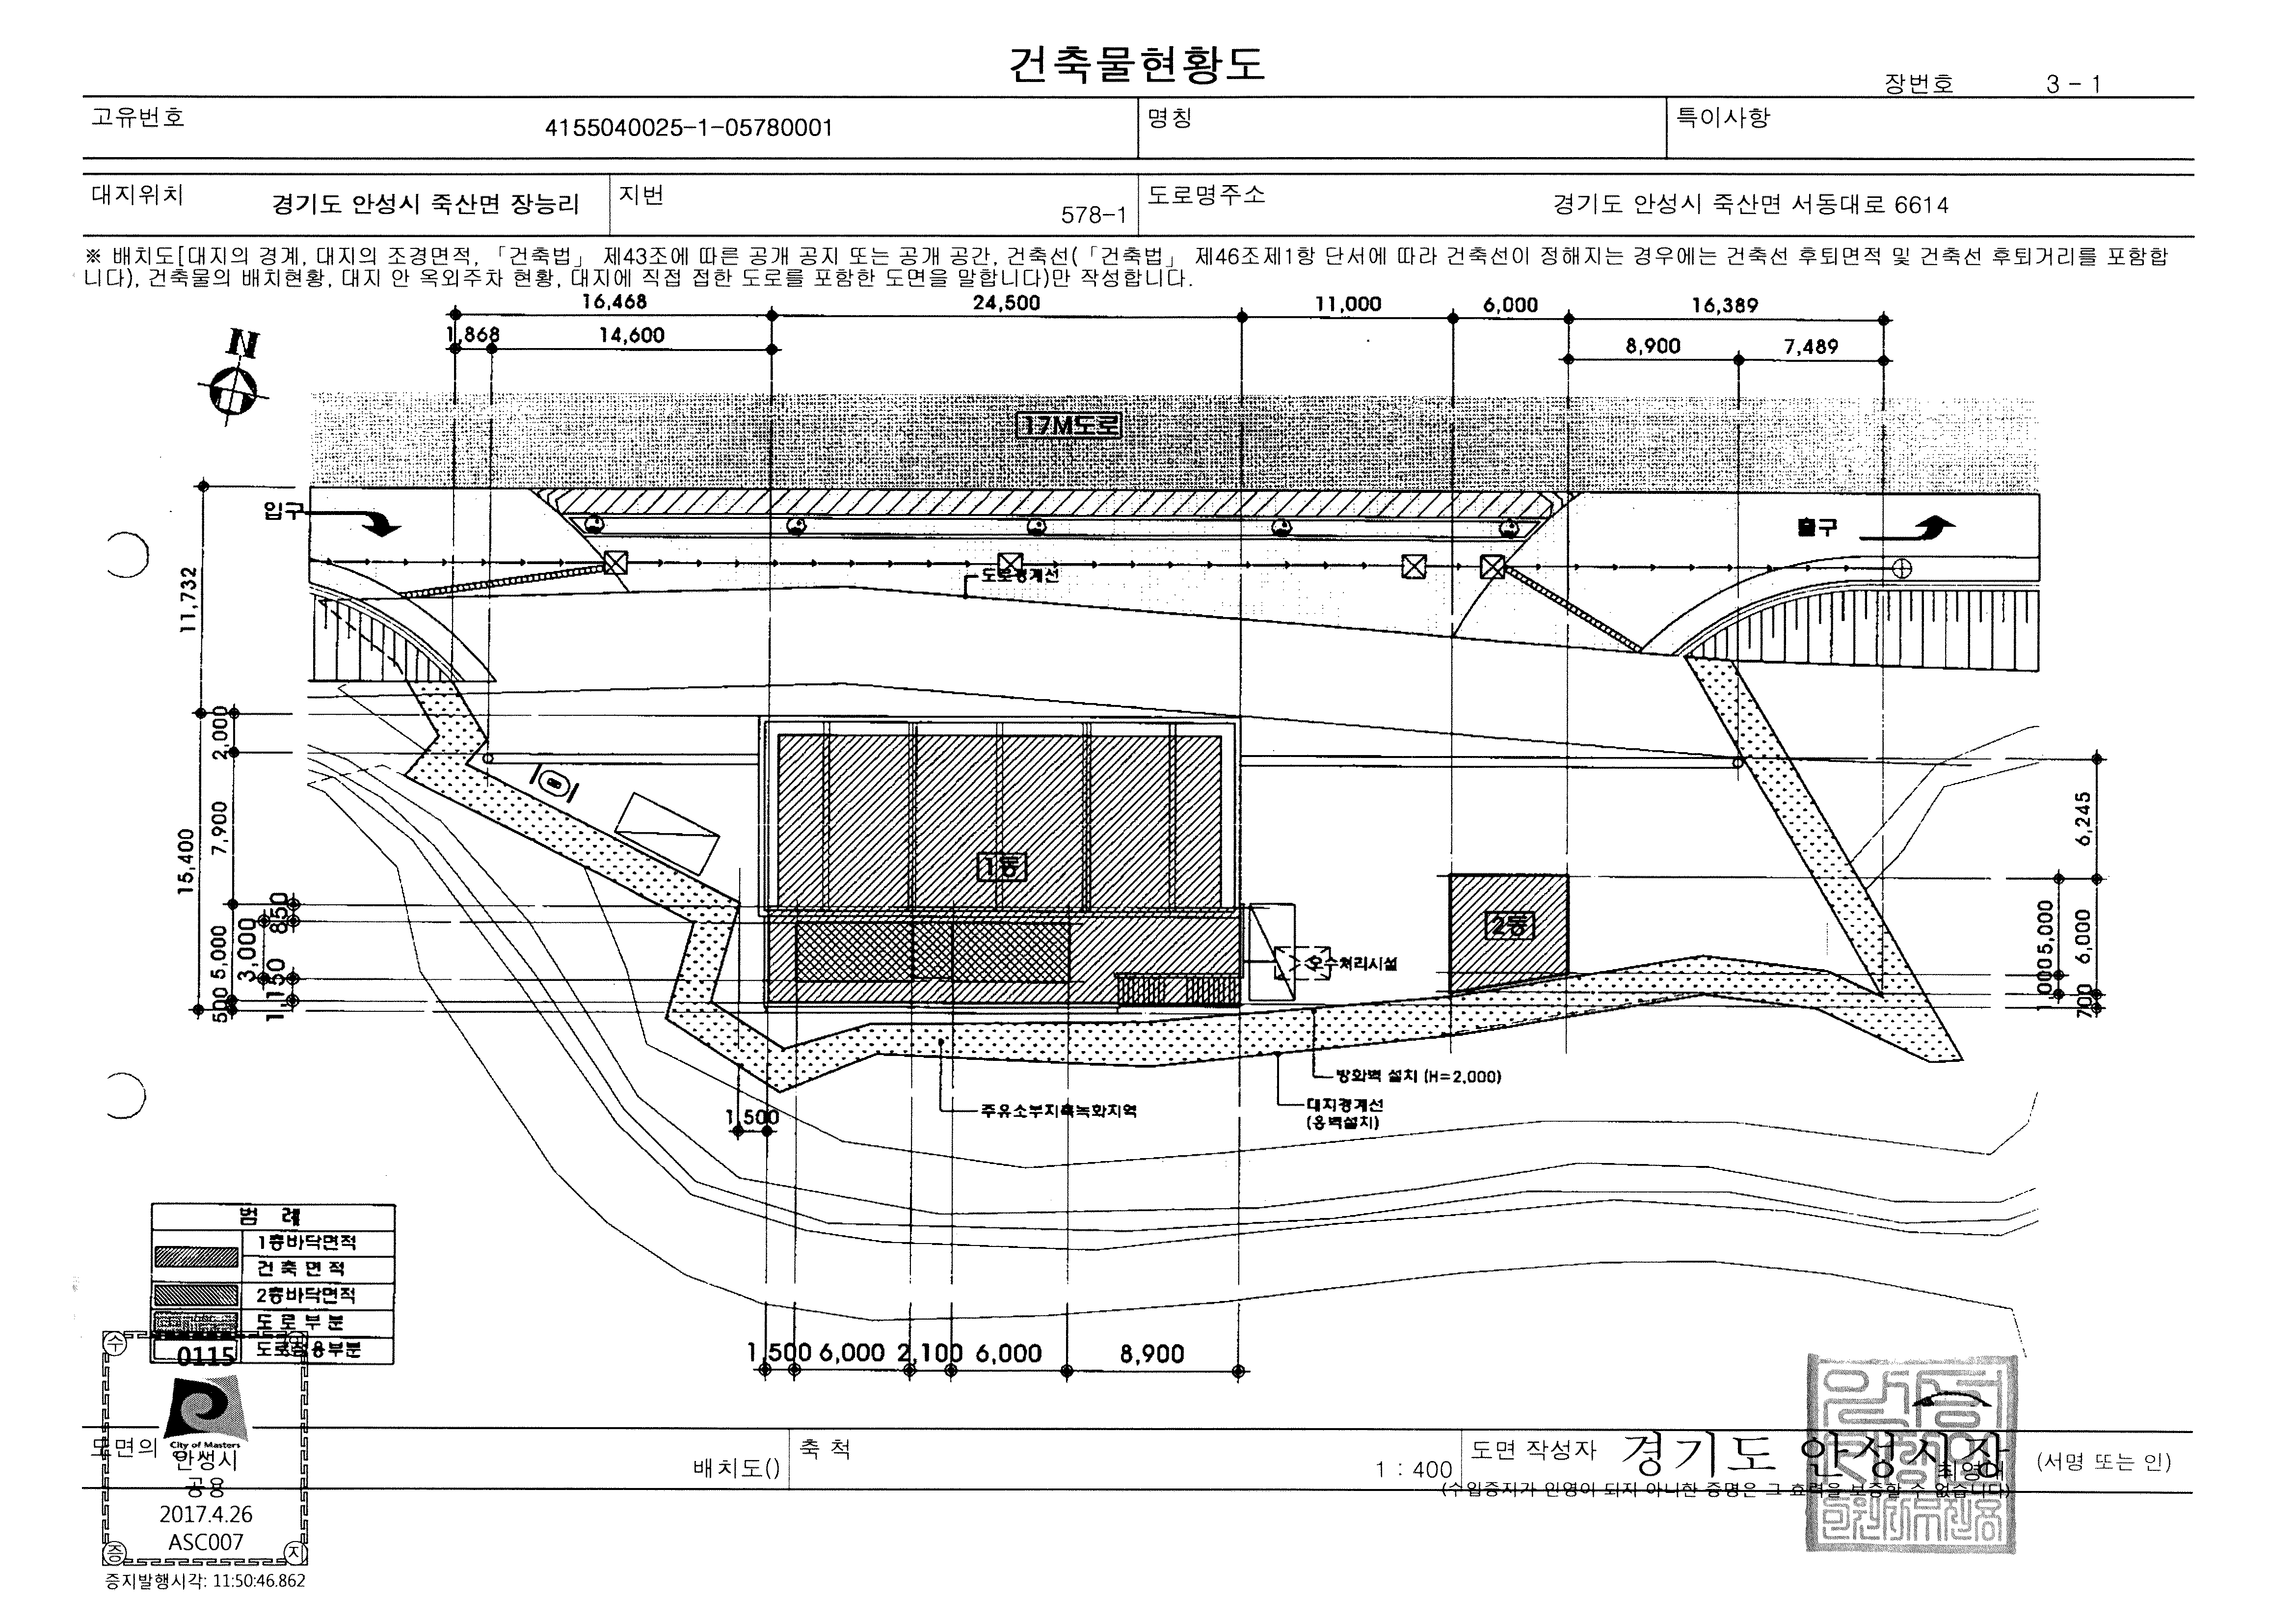 건축물현황도
장번호 3 - 1
고유번호 4155040025-1-05780001 명칭 특이사항
대지위치 경기도 안성시 죽산면 장능리 지번 578-1 도로명주소 경기도 안성시 죽산면 서동대로 6614
※ 배치도[대지의 경계, 대지의 조경면적, 「건축법」 제43조에 따른 공개 공지 또는 공개 공간, 건축선(「건축법」 제46조제1항 단서에 따라 건축선이 정해지는 경우에는 건축선 후퇴면적 및 건축선 후퇴거리를 포함합
니다), 건축물의 배치현황, 대지 안 옥외주차 현황, 대지에 직접 접한 도로를 포함한 도면을 말합니다)만 작성합니다.
16,468 24,500 11,000 6,000 16,389
1,868 14,600 8,900 7,489
N
17M도로
입구
출구
도로경계선
11,732
2,000
7,900
15,400
850
5,000
3,000
1,150
500
6,245
5,000
6,000
1,000
700
1동
2동
오수처리시설
방화벽 설치 (H=2,000)
대지경계선
(옹벽설치)
주유소부지측녹화지역
1,500
1,500 6,000 2,100 6,000 8,900
범 례
1층바닥면적
건 축 면 적
2층바닥면적
도 로 부 분
도로점용부분
0115
수
City of Masters
안성시
공용
2017.4.26
ASC007
증 지
증지발행시각: 11:50:46.862
도면의
배치도()
축 척
1 : 400
도면 작성자
경기도 안성시장
(서명 또는 인)
(수입증지가 인영이 되지 아니한 증명은 그 효력을 보증할 수 없습니다)